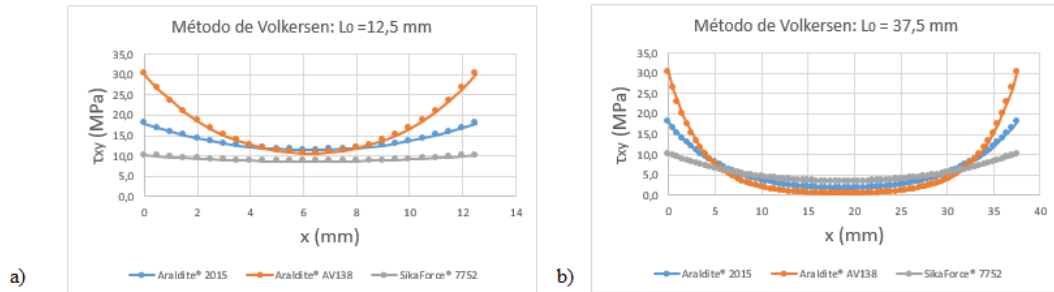 Método de Volkersen: L0 =12,5 mm
35,0
30,0
25,0
20,0
15,0
10,0
5,0
0,0
τxy (MPa)
0 2 4 6 8 10 12 14
x (mm)
Araldite® 2015 Araldite® AV138 SikaForce® 7752
a)
Método de Volkersen: L0 = 37,5 mm
35,0
30,0
25,0
20,0
15,0
10,0
5,0
0,0
τxy (MPa)
0 5 10 15 20 25 30 35 40
x (mm)
Araldite® 2015 Araldite® AV138 SikaForce® 7752
b)